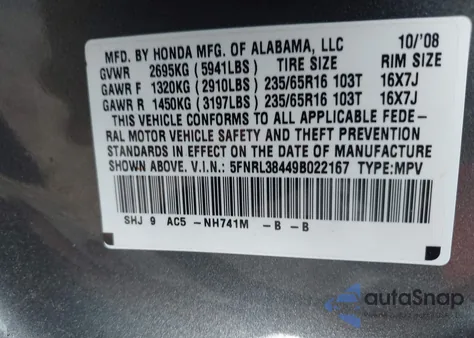 MFD. BY HONDA MFG. OF ALABAMA, LLC 10/'08
GVWR 2695KG (5941LBS) TIRE SIZE RIM SIZE
GAWR F 1320KG (2910LBS) 235/65R16 103T 16X7J
GAWR R 1450KG (3197LBS) 235/65R16 103T 16X7J
THIS VEHICLE CONFORMS TO ALL APPLICABLE FEDE-
RAL MOTOR VEHICLE SAFETY AND THEFT PREVENTION
STANDARDS IN EFFECT ON THE DATE OF MANUFACTURE
SHOWN ABOVE. V.I.N.: 5FNRL38449B022167 TYPE:MPV
SHJ 9 AC5 -NH741M -B -B
autoSnap